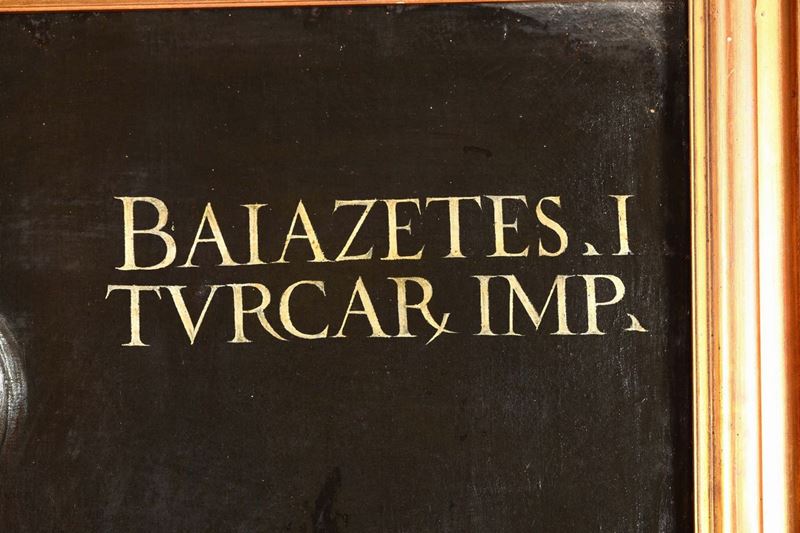 BAIAZETES. I
TVRCAR℞ IMP.